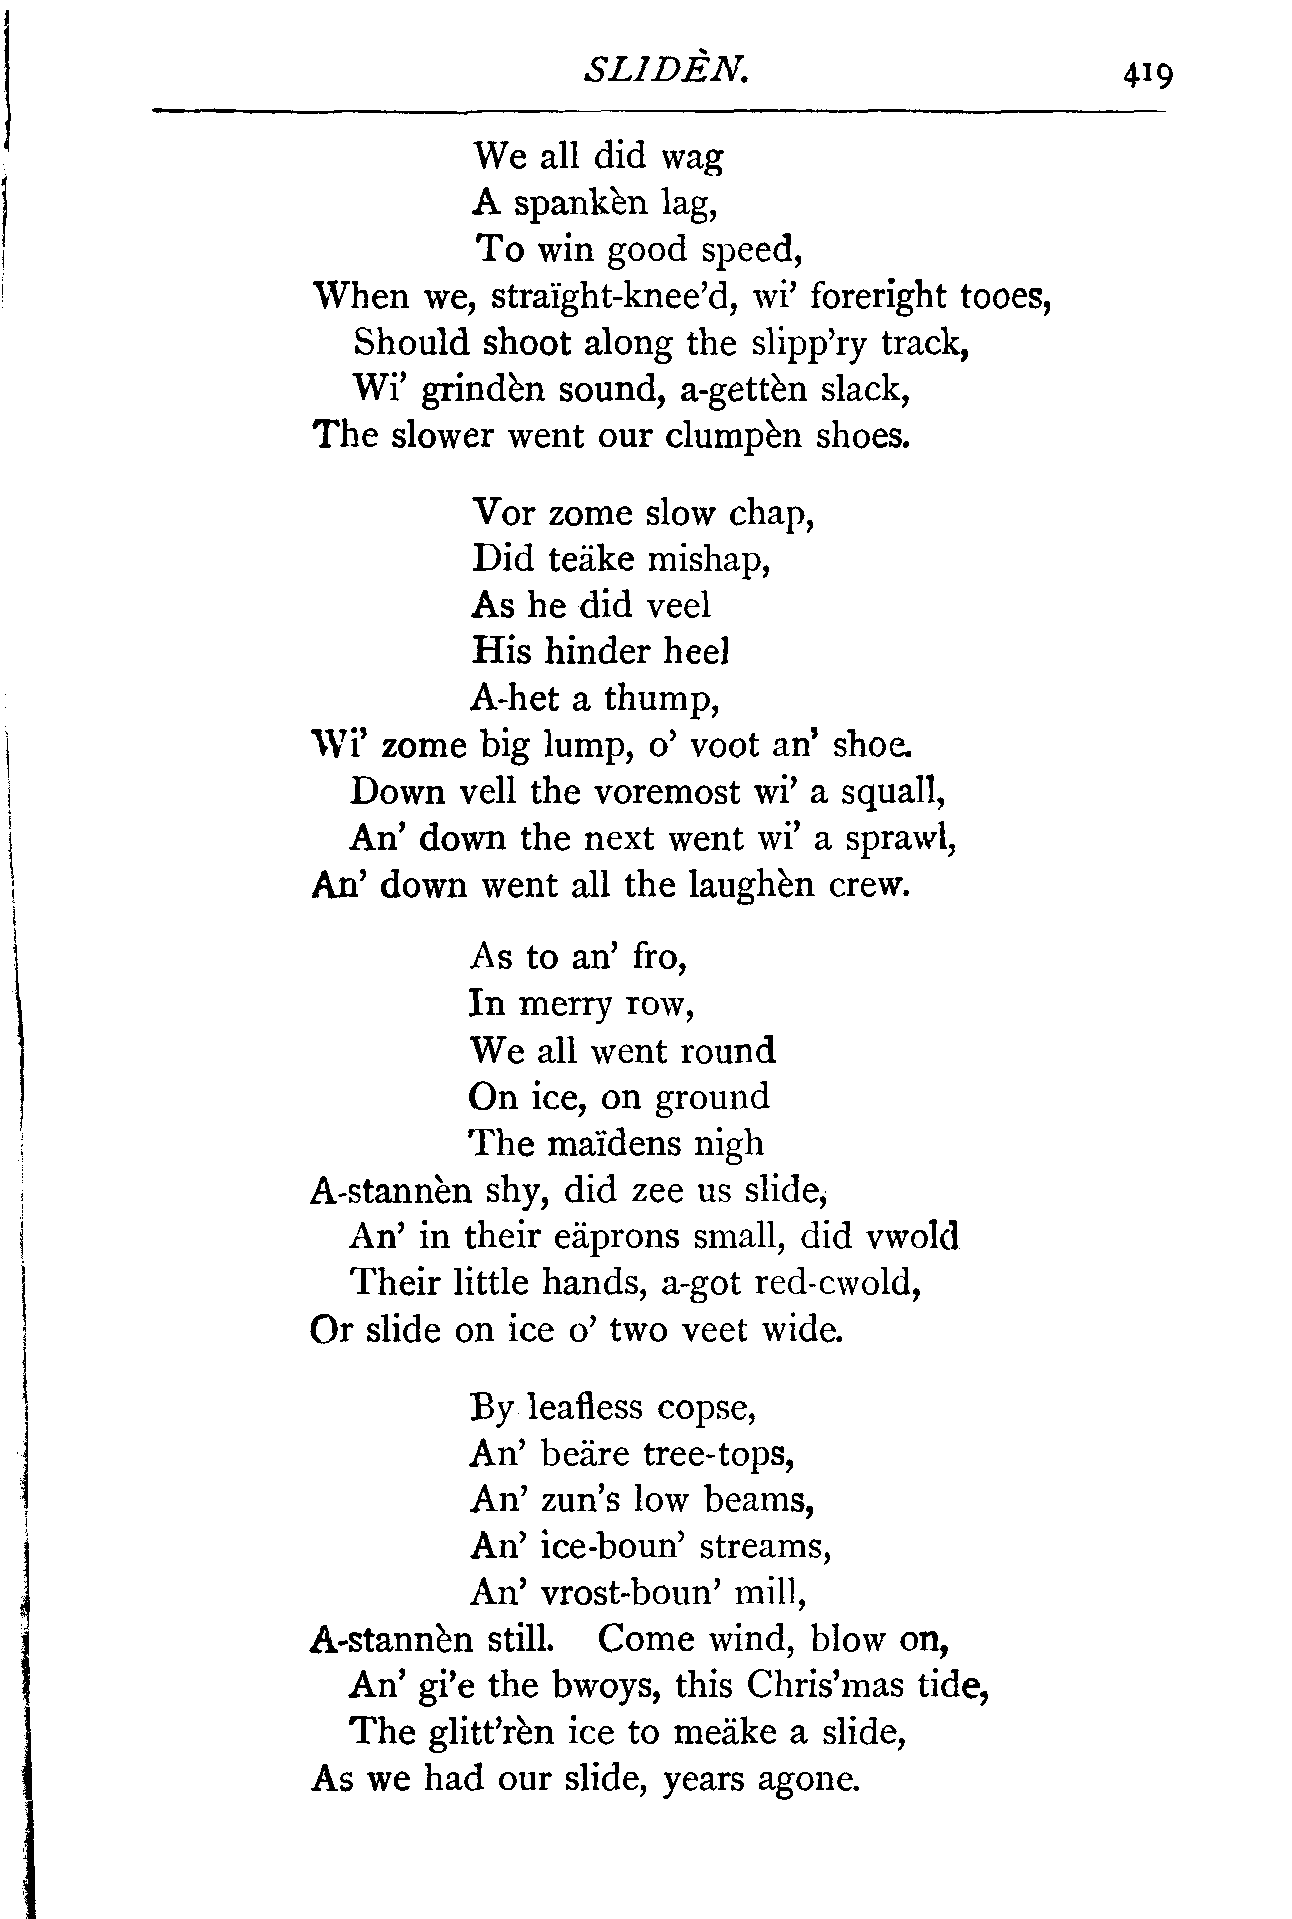 SLIDÈN. 419
We all did wag
A spankèn lag,
To win good speed,
When we, straïght-knee'd, wi' foreright tooes,
Should shoot along the slipp'ry track,
Wi' grindèn sound, a-gettèn slack,
The slower went our clumpèn shoes.
Vor zome slow chap,
Did teäke mishap,
As he did veel
His hinder heel
A-het a thump,
Wi' zome big lump, o' voot an' shoe.
Down vell the voremost wi' a squall,
An' down the next went wi' a sprawl,
An' down went all the laughèn crew.
As to an' fro,
In merry row,
We all went round
On ice, on ground
The maïdens nigh
A-stannèn shy, did zee us slide,
An' in their eäprons small, did vwold
Their little hands, a-got red-cwold,
Or slide on ice o' two veet wide.
By leafless copse,
An' beäre tree-tops,
An' zun's low beams,
An' ice-boun' streams,
An' vrost-boun' mill,
A-stannèn still. Come wind, blow on,
An' gi'e the bwoys, this Chris'mas tide,
The glitt'rèn ice to meäke a slide,
As we had our slide, years agone.